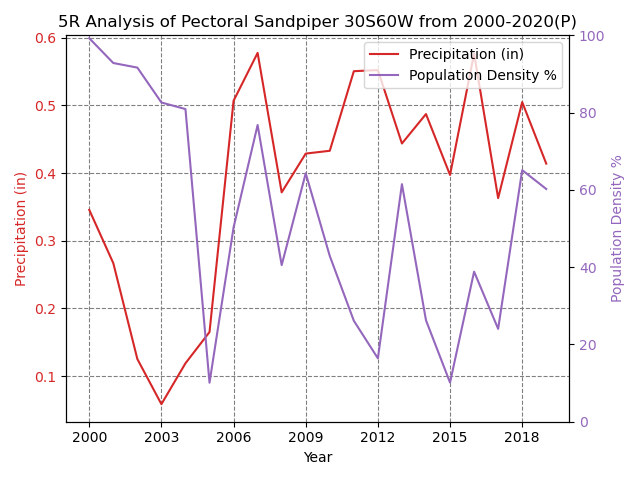 5R Analysis of Pectoral Sandpiper 30S60W from 2000-2020(P)
Precipitation (in)
Population Density %
0.6
0.5
0.4
0.3
0.2
0.1
Precipitation (in)
100
80
60
40
20
0
Population Density %
2000 2003 2006 2009 2012 2015 2018
Year